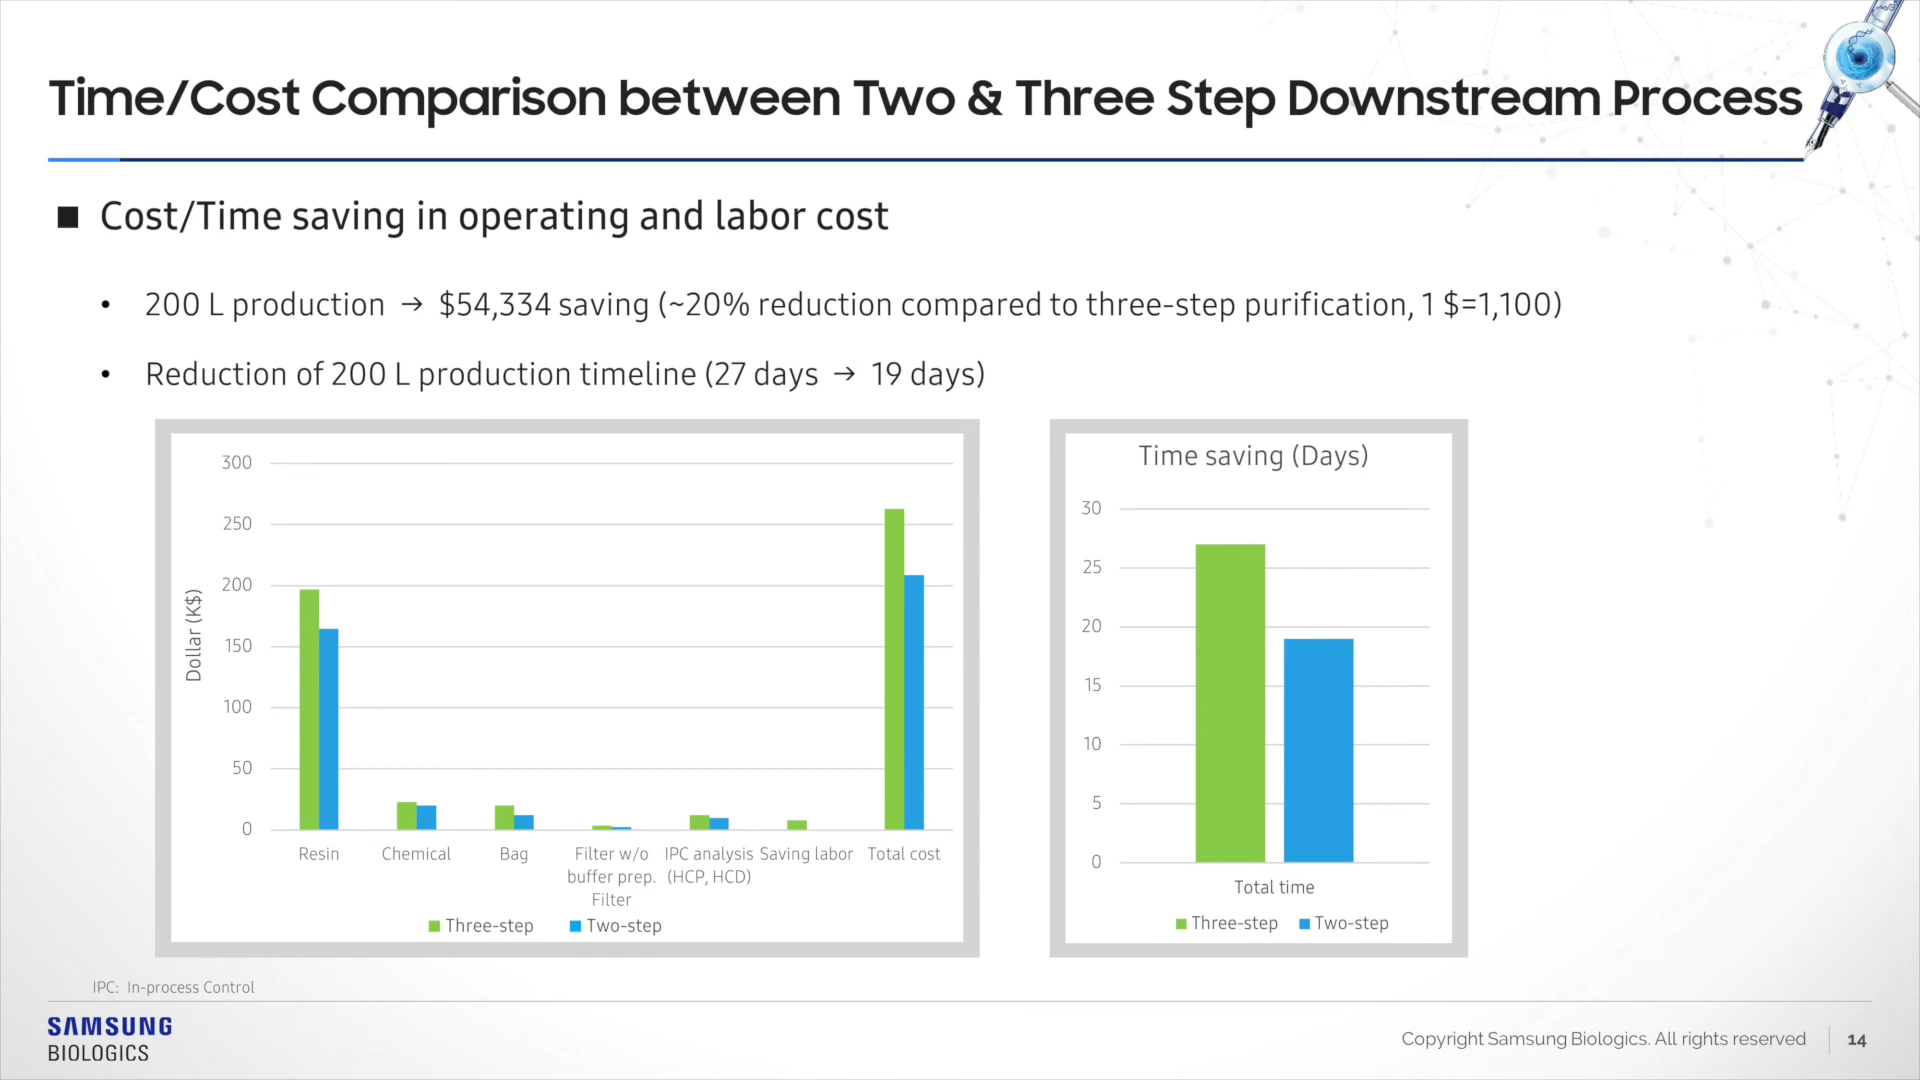 Time/Cost Comparison between Two & Three Step Downstream Process
■ Cost/Time saving in operating and labor cost
• 200 L production → $54,334 saving (~20% reduction compared to three-step purification, 1 $=1,100)
• Reduction of 200 L production timeline (27 days → 19 days)
300
250
200
150
100
50
0
Dollar (K$)
Resin
Chemical
Bag
Filter w/o
buffer prep.
Filter
IPC analysis
(HCP, HCD)
Saving labor
Total cost
Three-step
Two-step
Time saving (Days)
30
25
20
15
10
5
0
Total time
Three-step
Two-step
IPC: In-process Control
SAMSUNG
BIOLOGICS
Copyright Samsung Biologics. All rights reserved
14